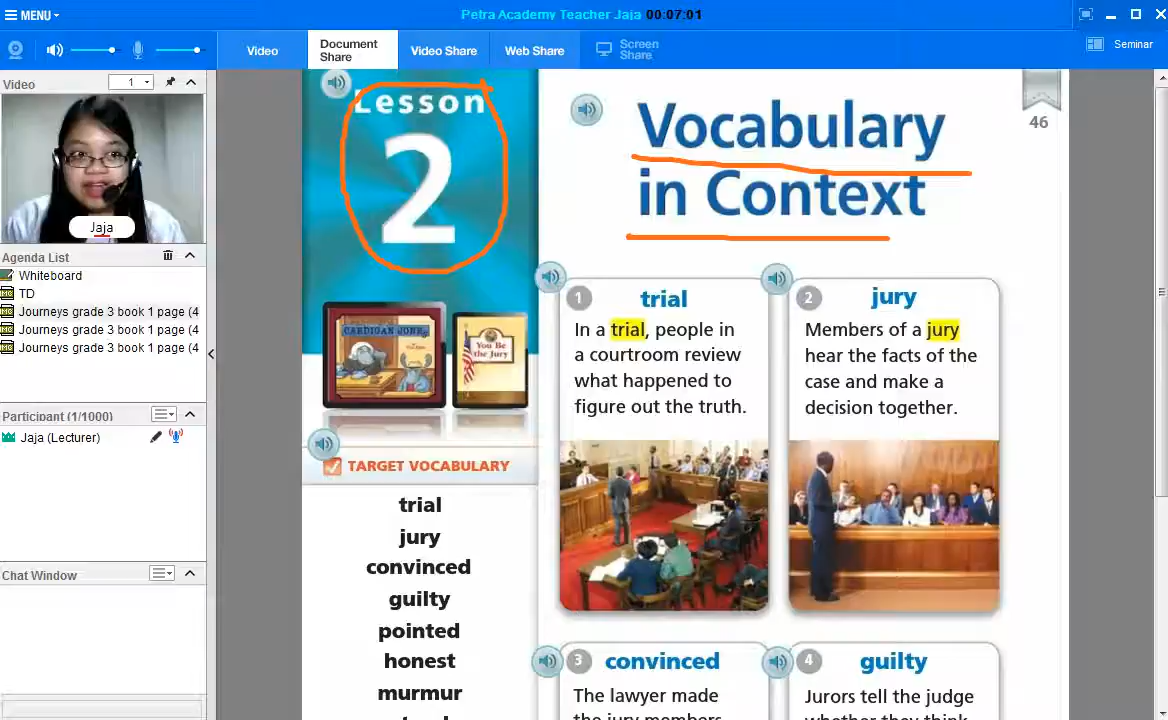 MENU
Petra Academy Teacher Jaja 00:07:01
Video
Document
Share
Video Share
Web Share
Screen
Share
Seminar
Video
1
Jaja
Agenda List
Whiteboard
TD
Journeys grade 3 book 1 page (4
Journeys grade 3 book 1 page (4
Journeys grade 3 book 1 page (4
Participant (1/1000)
Jaja (Lecturer)
Chat Window
Lesson
2
CARDIGAN JONES
You Be
the Jury
TARGET VOCABULARY
trial
jury
convinced
guilty
pointed
honest
murmur
Vocabulary
in Context
46
1 trial
In a trial, people in
a courtroom review
what happened to
figure out the truth.
2 jury
Members of a jury
hear the facts of the
case and make a
decision together.
3 convinced
The lawyer made
the jury members
4 guilty
Jurors tell the judge
whether they think